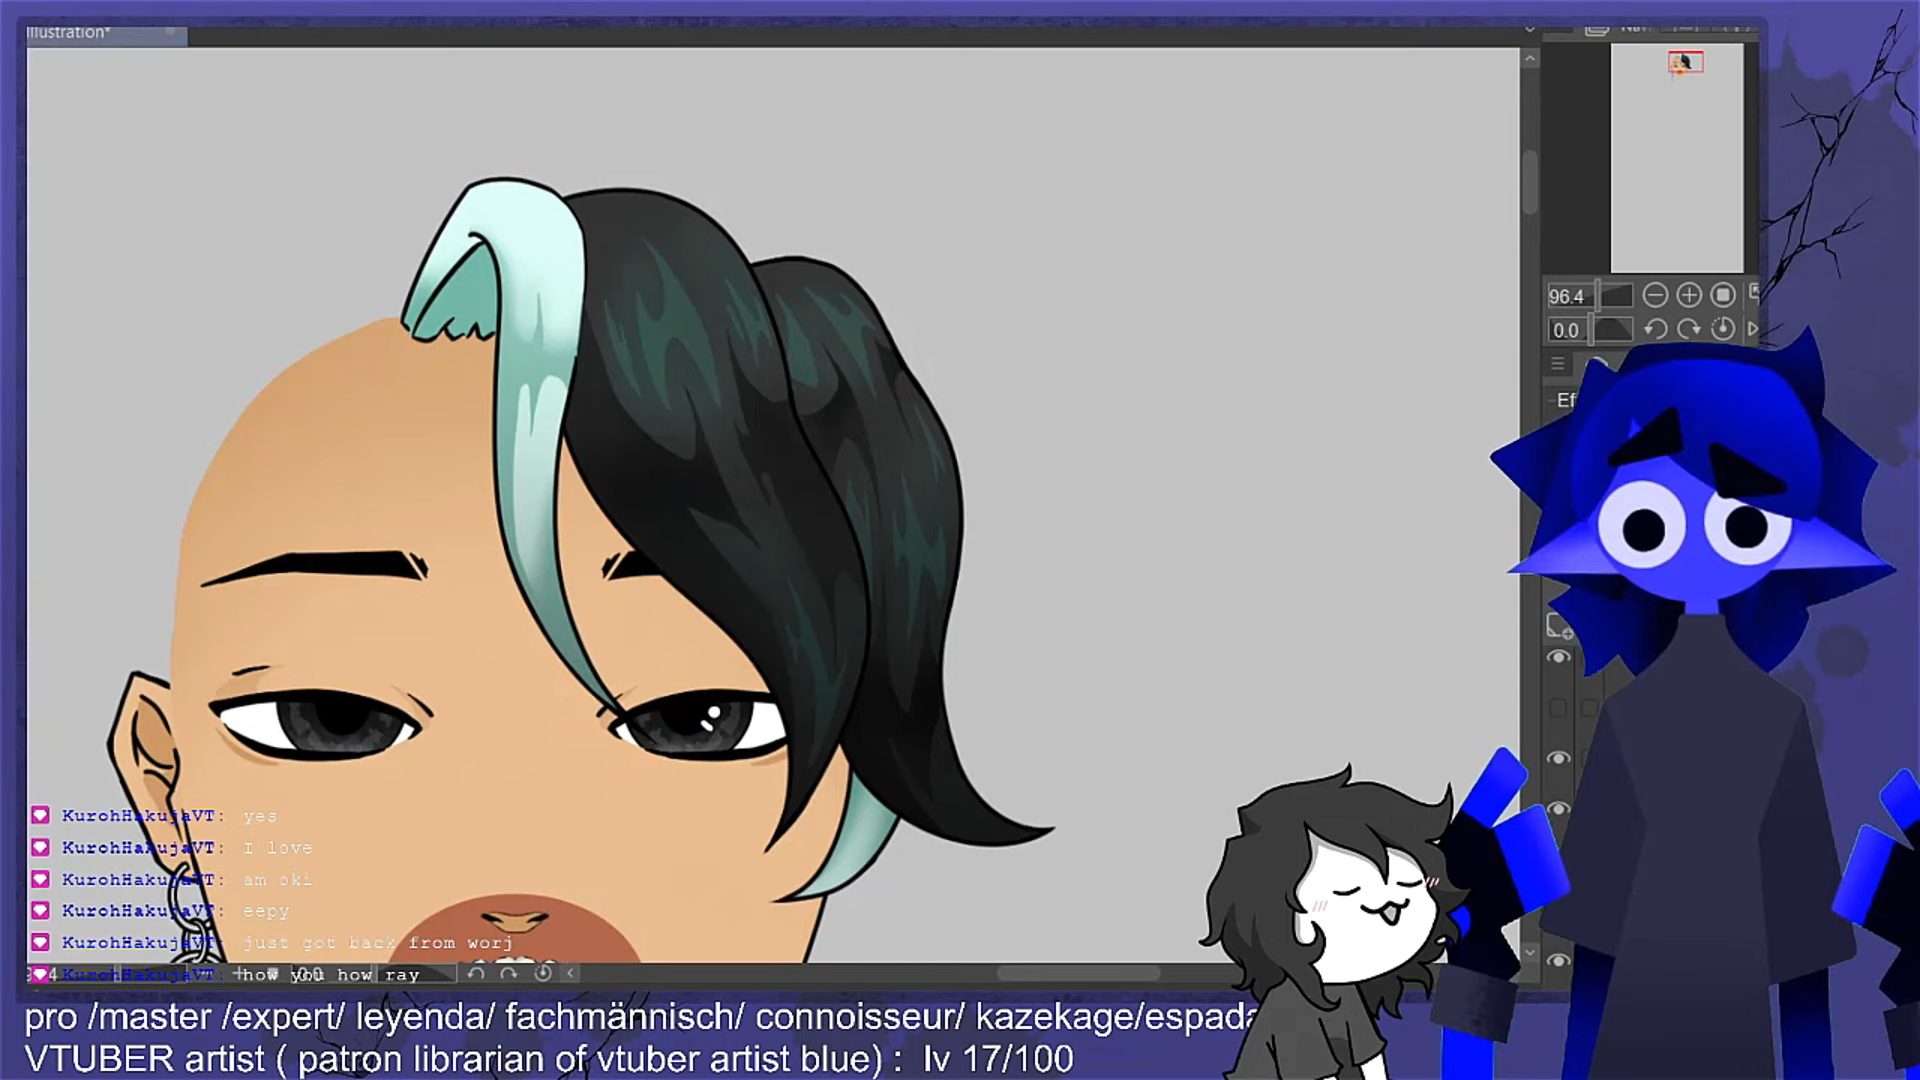 Illustration*
96.4
0.0
KurohHakujaVT: yes
KurohHakujaVT: I love
KurohHakujaVT: am oki
KurohHakujaVT: eepy
KurohHakujaVT: just got back from worj
KurohHakujaVT: how you how ray
pro /master /expert/ leyenda/ fachmännisch/ connoisseur/ kazekage/espada
VTUBER artist ( patron librarian of vtuber artist blue) : lv 17/100